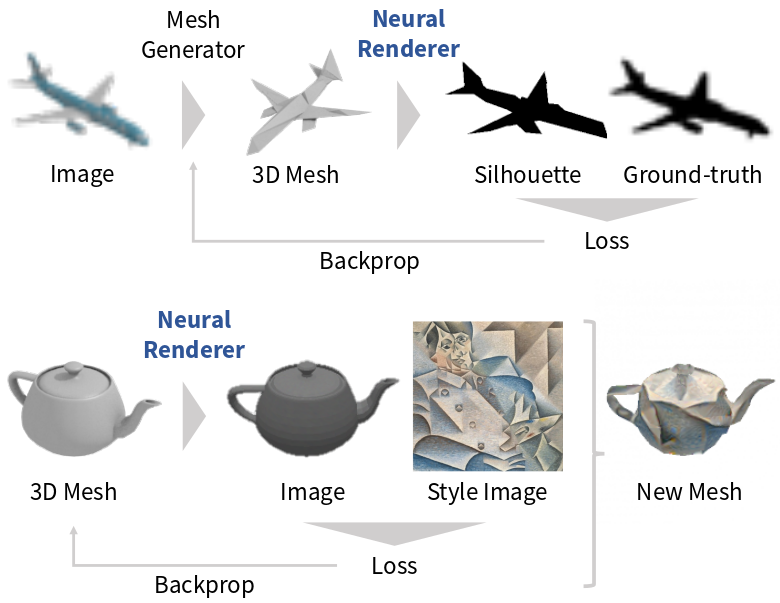 Mesh
Generator
Neural
Renderer
Image
3D Mesh
Silhouette
Ground-truth
Loss
Backprop
Neural
Renderer
3D Mesh
Image
Style Image
New Mesh
Loss
Backprop